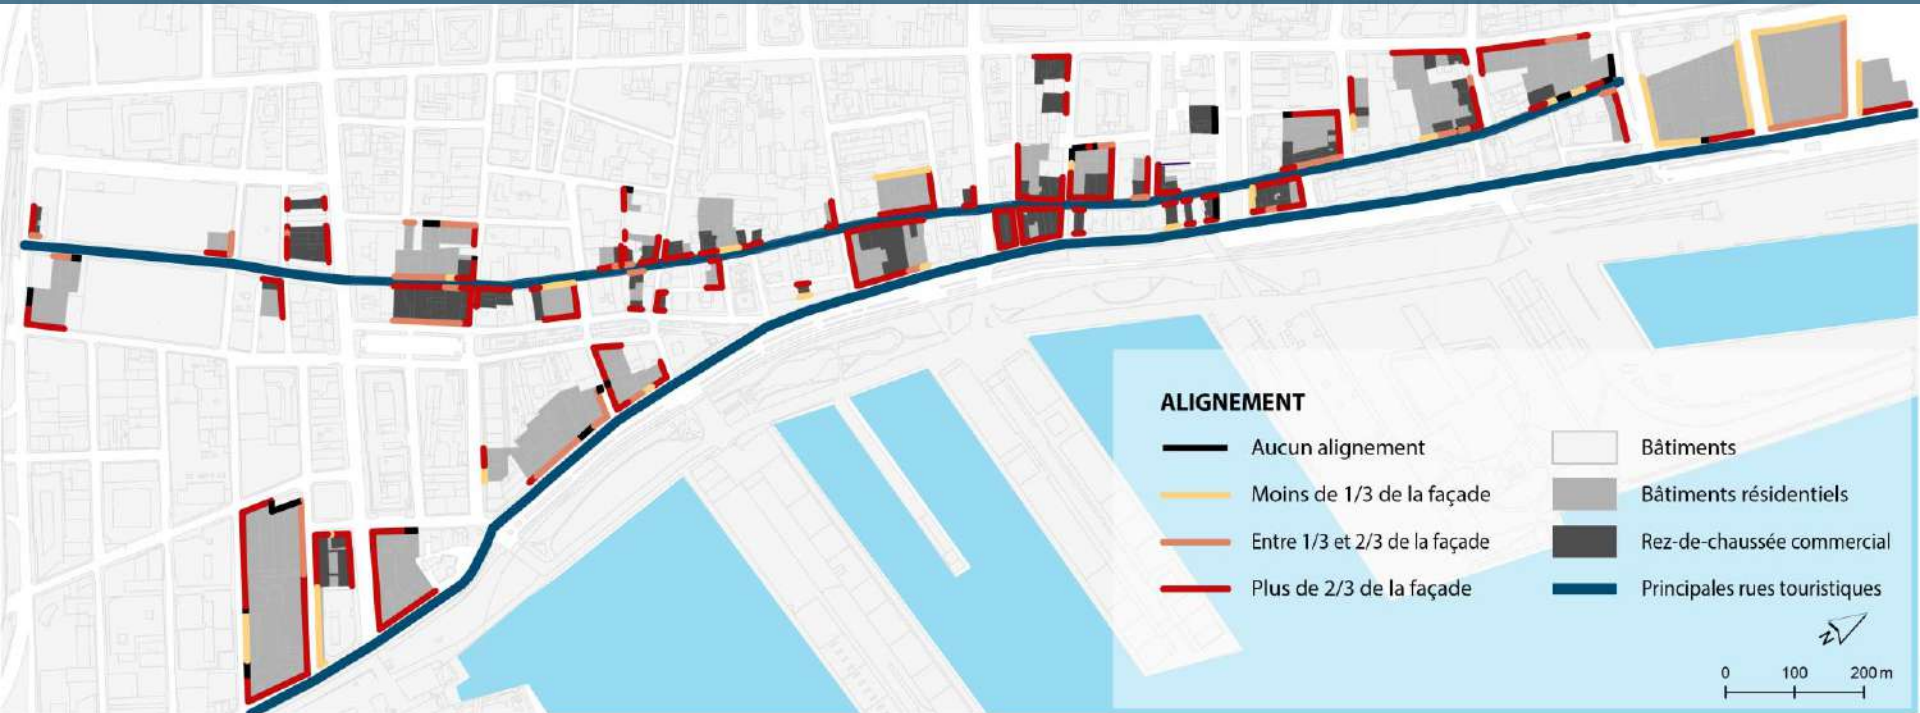 ALIGNEMENT
Aucun alignement
Moins de 1/3 de la façade
Entre 1/3 et 2/3 de la façade
Plus de 2/3 de la façade
Bâtiments
Bâtiments résidentiels
Rez-de-chaussée commercial
Principales rues touristiques
N
0 100 200 m